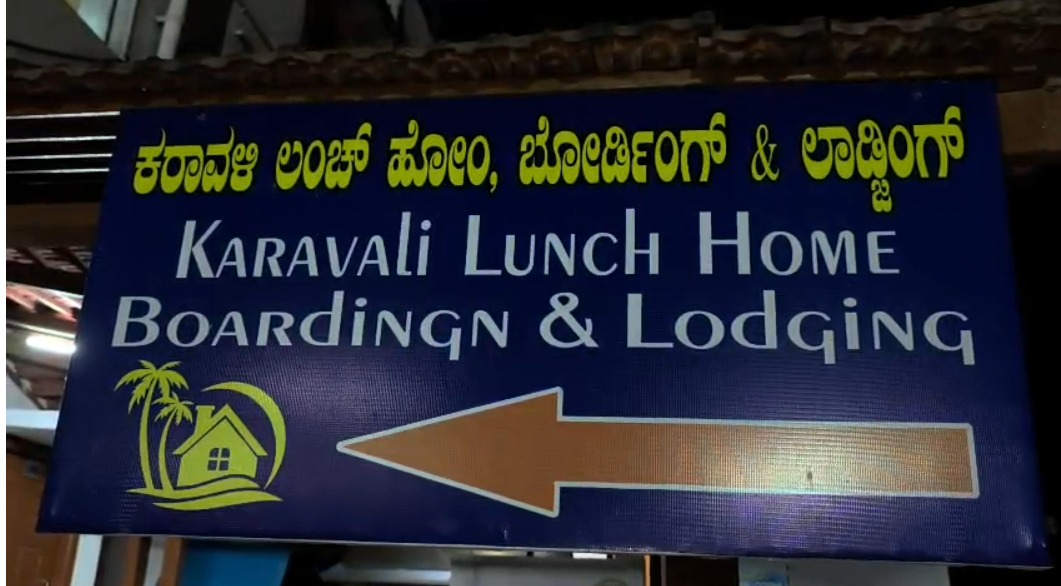 ಕರಾವಳಿ ಲಂಚ್ ಹೋಂ, ಬೋರ್ಡಿಂಗ್ & ಲಾಡ್ಜಿಂಗ್
KARAVALi LUNCH HOME
BOARdiNGN & LOdGiNG